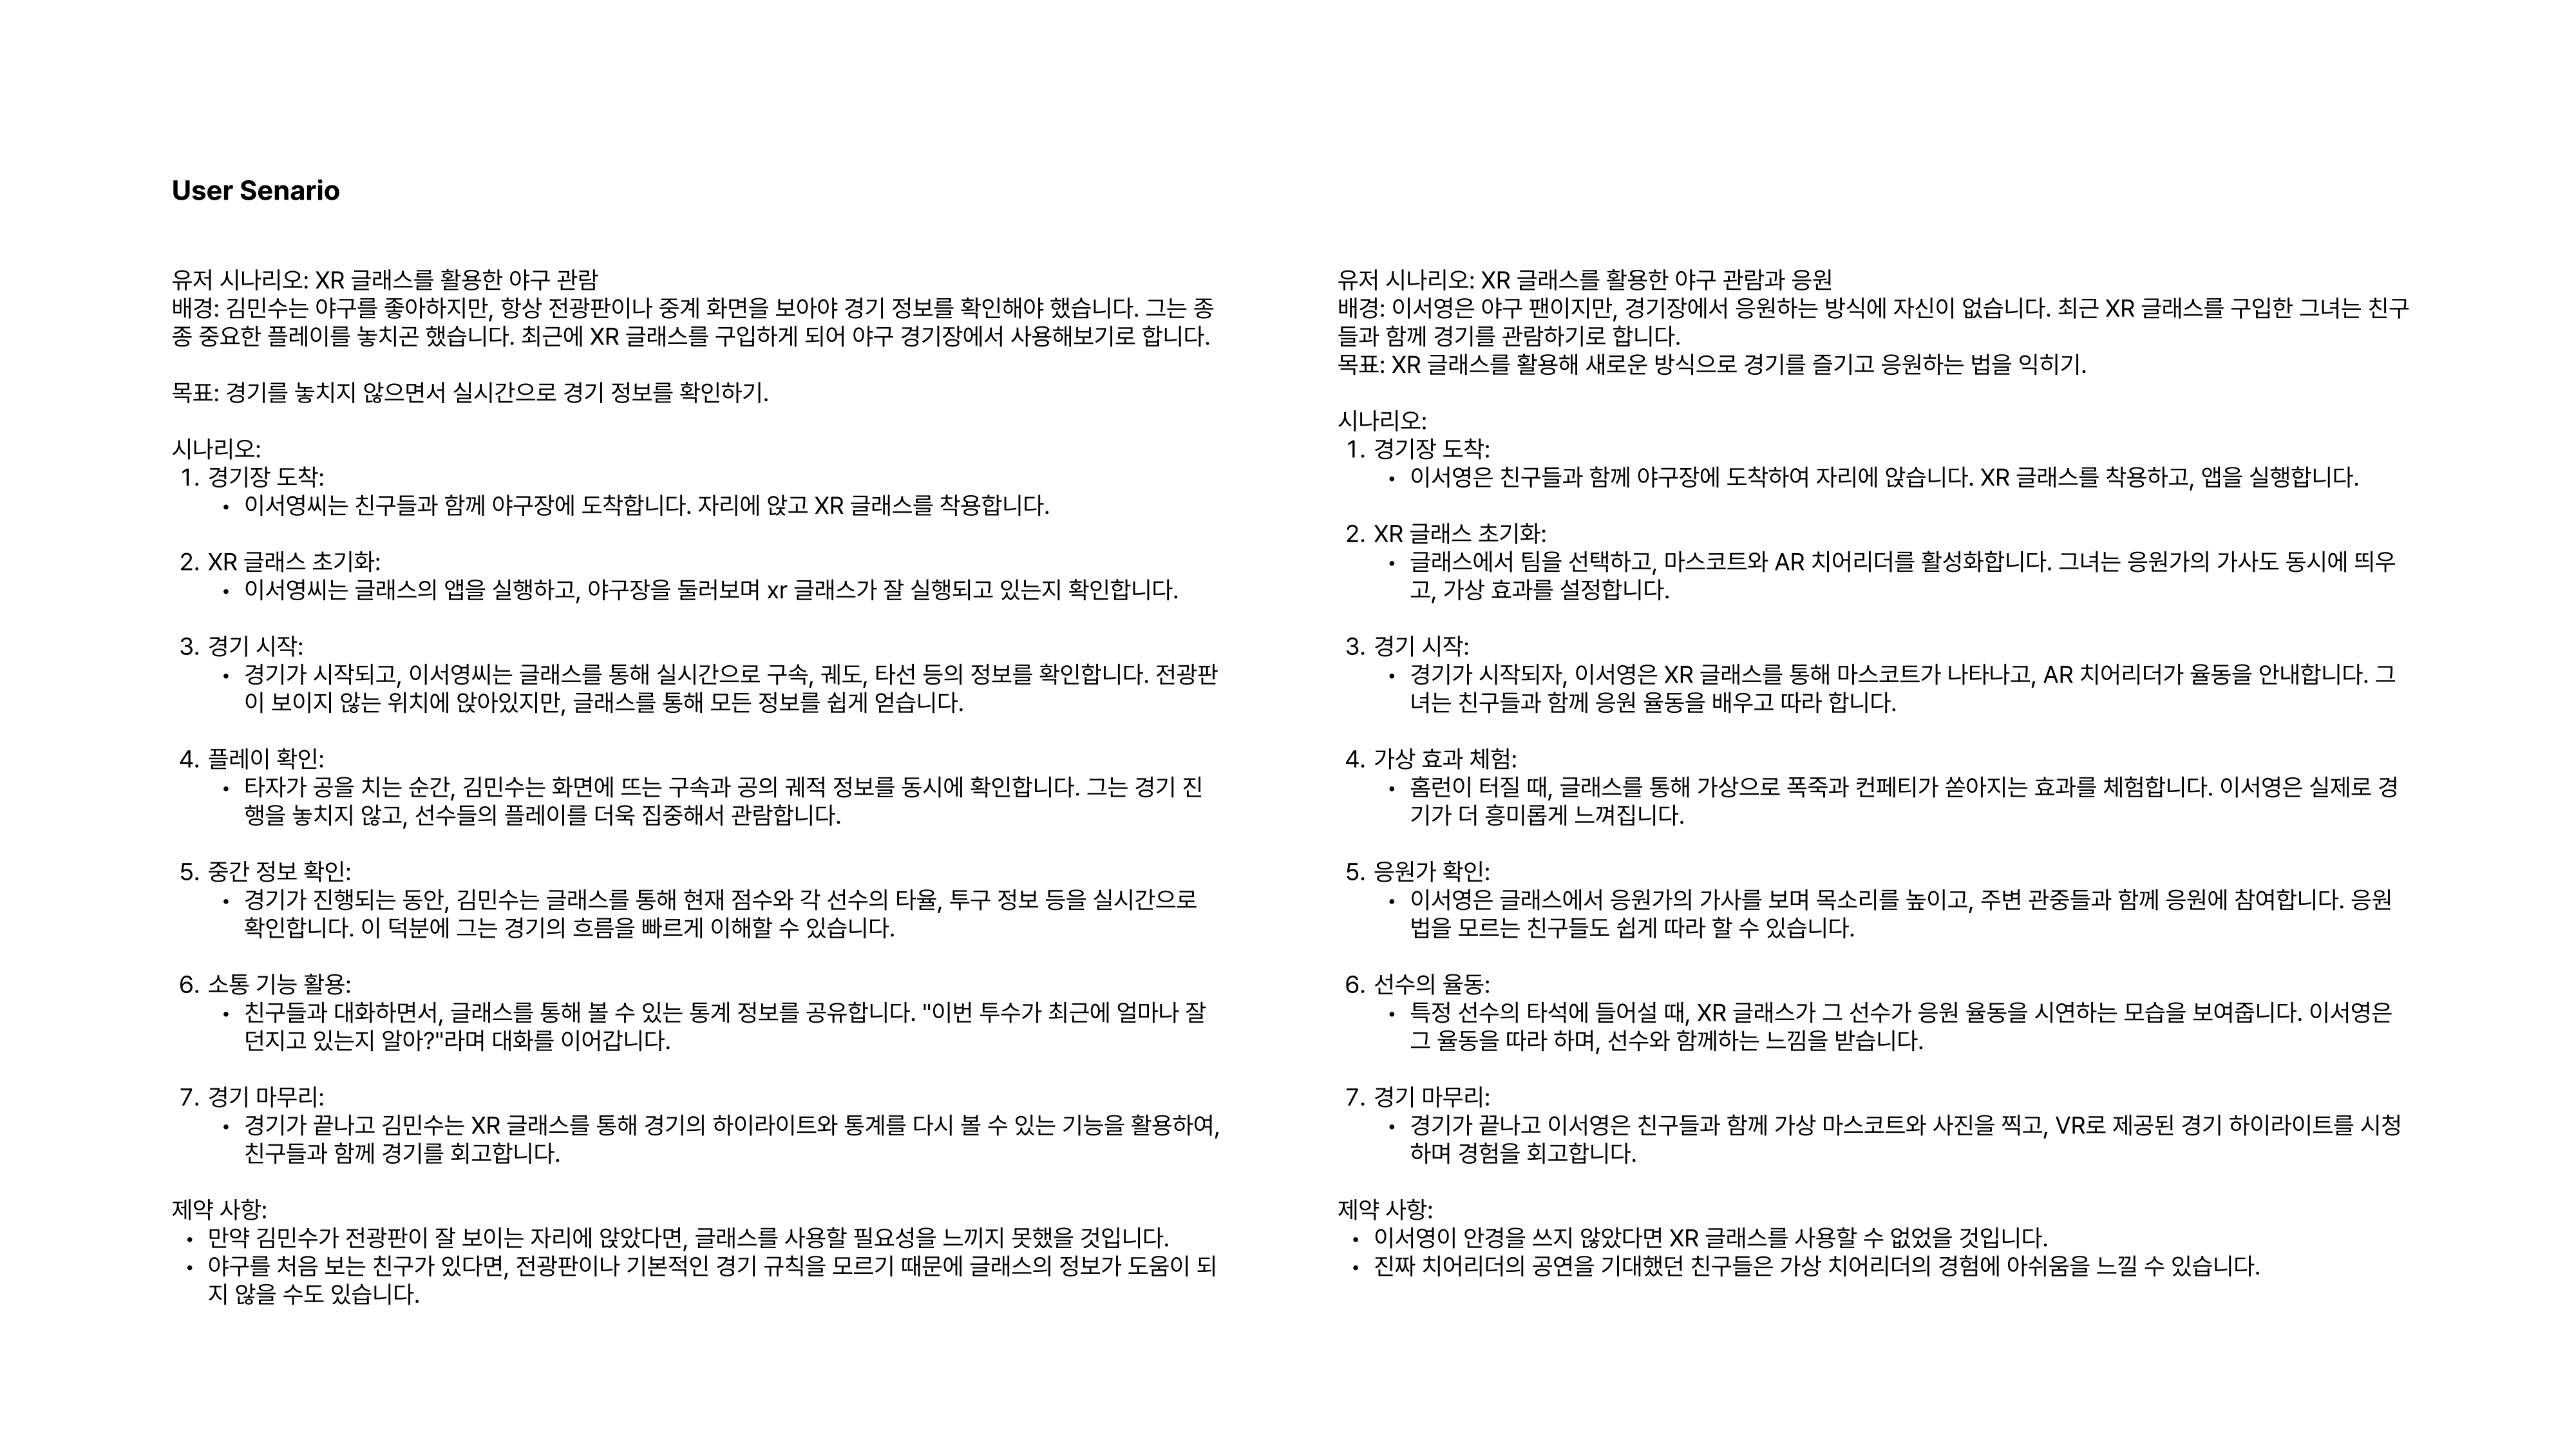 User Senario
유저 시나리오: XR 글래스를 활용한 야구 관람
배경: 김민수는 야구를 좋아하지만, 항상 전광판이나 중계 화면을 보아야 경기 정보를 확인해야 했습니다. 그는 종
종 중요한 플레이를 놓치곤 했습니다. 최근에 XR 글래스를 구입하게 되어 야구 경기장에서 사용해보기로 합니다.
목표: 경기를 놓치지 않으면서 실시간으로 경기 정보를 확인하기.
시나리오:
1. 경기장 도착:
• 이서영씨는 친구들과 함께 야구장에 도착합니다. 자리에 앉고 XR 글래스를 착용합니다.
2. XR 글래스 초기화:
• 이서영씨는 글래스의 앱을 실행하고, 야구장을 둘러보며 xr 글래스가 잘 실행되고 있는지 확인합니다.
3. 경기 시작:
• 경기가 시작되고, 이서영씨는 글래스를 통해 실시간으로 구속, 궤도, 타선 등의 정보를 확인합니다. 전광판
이 보이지 않는 위치에 앉아있지만, 글래스를 통해 모든 정보를 쉽게 얻습니다.
4. 플레이 확인:
• 타자가 공을 치는 순간, 김민수는 화면에 뜨는 구속과 공의 궤적 정보를 동시에 확인합니다. 그는 경기 진
행을 놓치지 않고, 선수들의 플레이를 더욱 집중해서 관람합니다.
5. 중간 정보 확인:
• 경기가 진행되는 동안, 김민수는 글래스를 통해 현재 점수와 각 선수의 타율, 투구 정보 등을 실시간으로
확인합니다. 이 덕분에 그는 경기의 흐름을 빠르게 이해할 수 있습니다.
6. 소통 기능 활용:
• 친구들과 대화하면서, 글래스를 통해 볼 수 있는 통계 정보를 공유합니다. "이번 투수가 최근에 얼마나 잘
던지고 있는지 알아?"라며 대화를 이어갑니다.
7. 경기 마무리:
• 경기가 끝나고 김민수는 XR 글래스를 통해 경기의 하이라이트와 통계를 다시 볼 수 있는 기능을 활용하여,
친구들과 함께 경기를 회고합니다.
제약 사항:
• 만약 김민수가 전광판이 잘 보이는 자리에 앉았다면, 글래스를 사용할 필요성을 느끼지 못했을 것입니다.
• 야구를 처음 보는 친구가 있다면, 전광판이나 기본적인 경기 규칙을 모르기 때문에 글래스의 정보가 도움이 되
지 않을 수도 있습니다.
유저 시나리오: XR 글래스를 활용한 야구 관람과 응원
배경: 이서영은 야구 팬이지만, 경기장에서 응원하는 방식에 자신이 없습니다. 최근 XR 글래스를 구입한 그녀는 친구
들과 함께 경기를 관람하기로 합니다.
목표: XR 글래스를 활용해 새로운 방식으로 경기를 즐기고 응원하는 법을 익히기.
시나리오:
1. 경기장 도착:
• 이서영은 친구들과 함께 야구장에 도착하여 자리에 앉습니다. XR 글래스를 착용하고, 앱을 실행합니다.
2. XR 글래스 초기화:
• 글래스에서 팀을 선택하고, 마스코트와 AR 치어리더를 활성화합니다. 그녀는 응원가의 가사도 동시에 띄우
고, 가상 효과를 설정합니다.
3. 경기 시작:
• 경기가 시작되자, 이서영은 XR 글래스를 통해 마스코트가 나타나고, AR 치어리더가 율동을 안내합니다. 그
녀는 친구들과 함께 응원 율동을 배우고 따라 합니다.
4. 가상 효과 체험:
• 홈런이 터질 때, 글래스를 통해 가상으로 폭죽과 컨페티가 쏟아지는 효과를 체험합니다. 이서영은 실제로 경
기가 더 흥미롭게 느껴집니다.
5. 응원가 확인:
• 이서영은 글래스에서 응원가의 가사를 보며 목소리를 높이고, 주변 관중들과 함께 응원에 참여합니다. 응원
법을 모르는 친구들도 쉽게 따라 할 수 있습니다.
6. 선수의 율동:
• 특정 선수의 타석에 들어설 때, XR 글래스가 그 선수가 응원 율동을 시연하는 모습을 보여줍니다. 이서영은
그 율동을 따라 하며, 선수와 함께하는 느낌을 받습니다.
7. 경기 마무리:
• 경기가 끝나고 이서영은 친구들과 함께 가상 마스코트와 사진을 찍고, VR로 제공된 경기 하이라이트를 시청
하며 경험을 회고합니다.
제약 사항:
• 이서영이 안경을 쓰지 않았다면 XR 글래스를 사용할 수 없었을 것입니다.
• 진짜 치어리더의 공연을 기대했던 친구들은 가상 치어리더의 경험에 아쉬움을 느낄 수 있습니다.